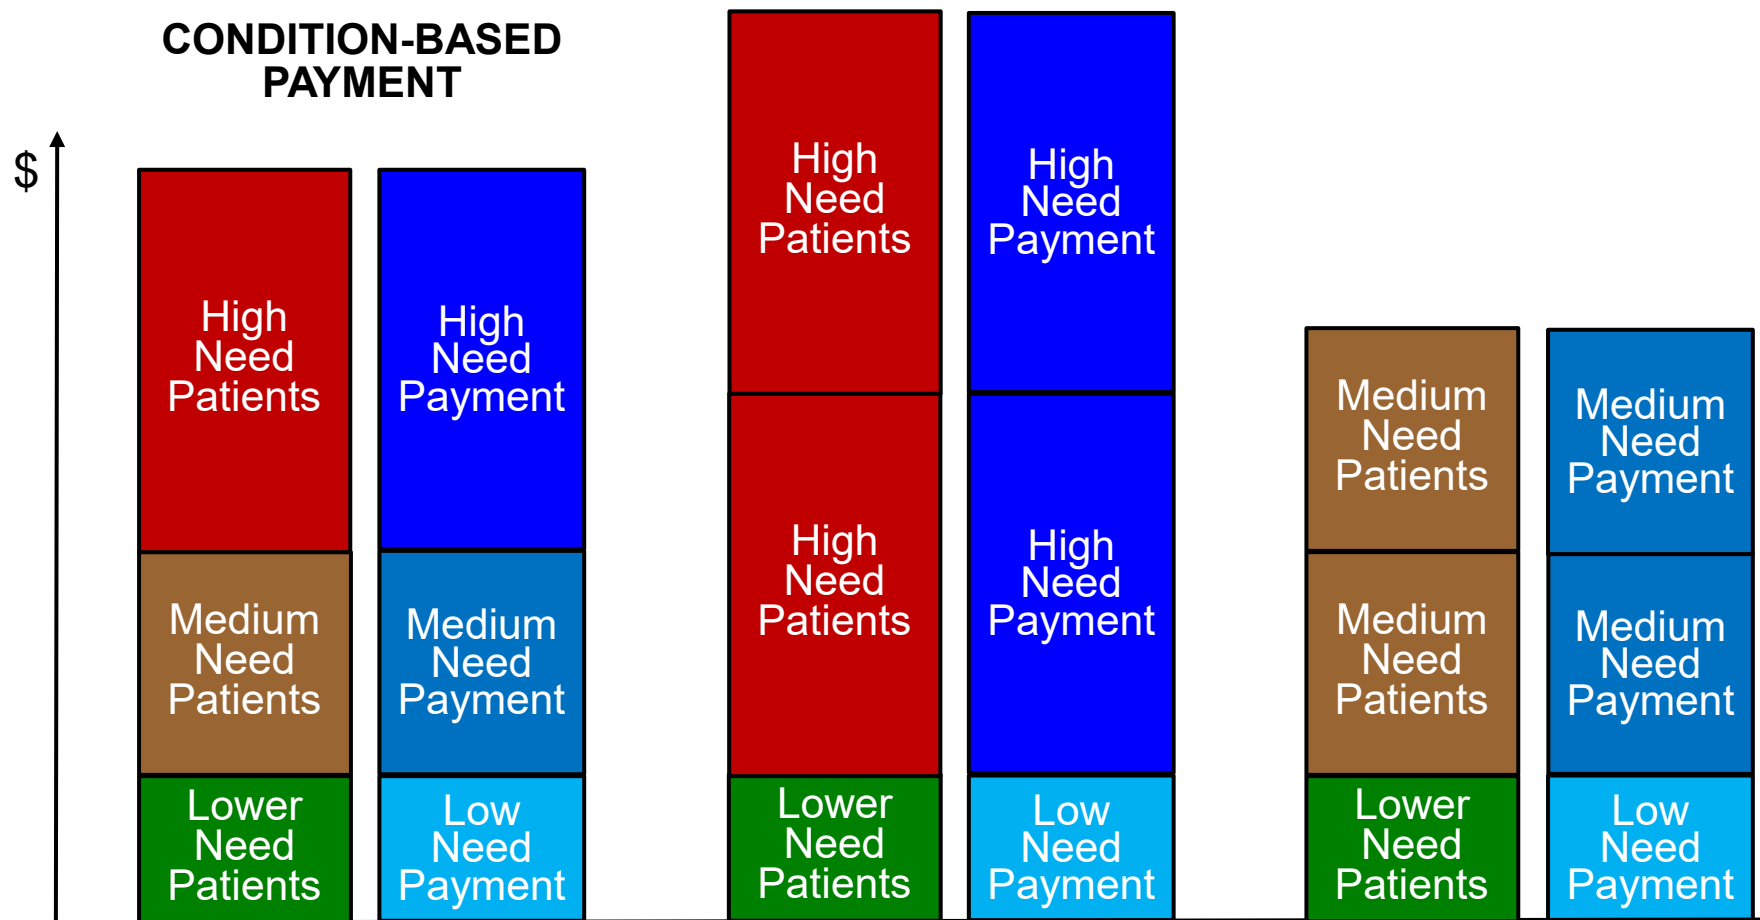 CONDITION-BASED
PAYMENT
$
High
Need
Patients
Medium
Need
Patients
Lower
Need
Patients
High
Need
Payment
Medium
Need
Payment
Low
Need
Payment
High
Need
Patients
High
Need
Patients
Lower
Need
Patients
High
Need
Payment
High
Need
Payment
Low
Need
Payment
Medium
Need
Patients
Medium
Need
Patients
Lower
Need
Patients
Medium
Need
Payment
Medium
Need
Payment
Low
Need
Payment